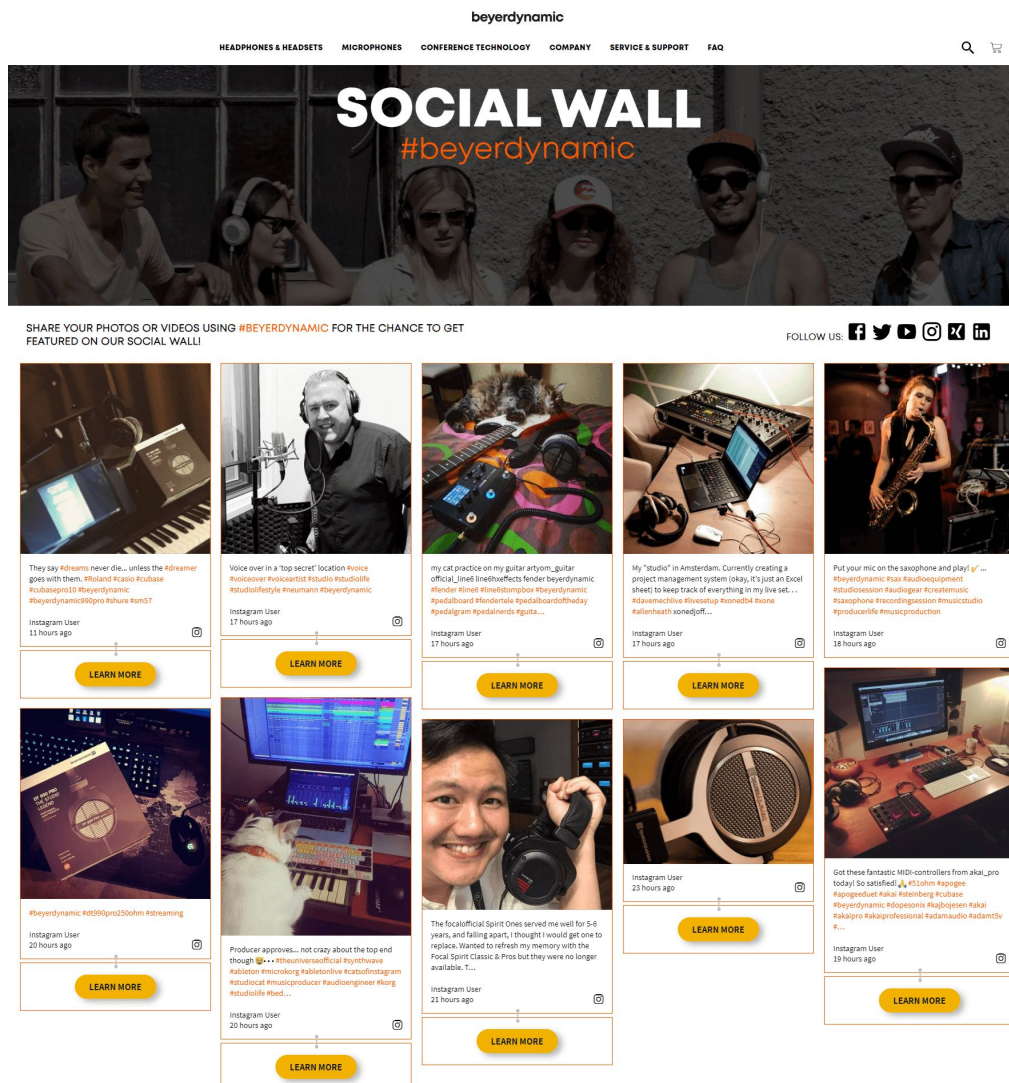 beyerdynamic
HEADPHONES & HEADSETS MICROPHONES CONFERENCE TECHNOLOGY COMPANY SERVICE & SUPPORT FAQ
SOCIAL WALL
#beyerdynamic
SHARE YOUR PHOTOS OR VIDEOS USING #BEYERDYNAMIC FOR THE CHANCE TO GET
FEATURED ON OUR SOCIAL WALL!
FOLLOW US:
They say #dreams never die... unless the #dreamer
goes with them. #Roland #casio #cubase
#cubasepro10 #beyerdynamic
#beyerdynamic990pro #shure #sm57
Instagram User
11 hours ago
LEARN MORE
Voice over in a 'top secret' location #voice
#voiceover #voiceartist #studio #studiolife
#studiolifestyle #neumann #beyerdynamic
Instagram User
17 hours ago
LEARN MORE
my cat practice on my guitar artyom_guitar
official_line6 line6hxeffects fender beyerdynamic
#fender #line6 #line6stompbox #beyerdynamic
#pedalboard #fendertele #pedalboardoftheday
#pedalgram #pedalnerds #guita...
Instagram User
17 hours ago
LEARN MORE
My "studio" in Amsterdam. Currently creating a
project management system (okay, it's just an Excel
sheet) to keep track of everything in my live set. . .
#davemechlive #livesetup #xonedb4 #xone
#allenheath xonedjoff...
Instagram User
17 hours ago
LEARN MORE
Put your mic on the saxophone and play! 🎷 ...
#beyerdynamic #sax #audioequipment
#studiosession #audiogear #createmusic
#saxophone #recordingsession #musicstudio
#producerlife #musicproduction
Instagram User
18 hours ago
DT 990 PRO
THE STUDIO
LEGEND
#beyerdynamic #dt990pro250ohm #streaming
Instagram User
20 hours ago
LEARN MORE
Producer approves... not crazy about the top end
though 😹 • • • #theuniverseofficial #synthwave
#ableton #microkorg #abletonlive #catsofinstagram
#studiocat #musicproducer #audioengineer #korg
#studiolife #bed...
Instagram User
20 hours ago
LEARN MORE
The focalofficial Spirit Ones served me well for 5-6
years, and falling apart, i thought I would get one to
replace. Wanted to refresh my memory with the
Focal Spirit Classic & Pros but they were no longer
available. T...
Instagram User
21 hours ago
LEARN MORE
Instagram User
23 hours ago
LEARN MORE
Got these fantastic MIDI-controllers from akai_pro
today! So satisfied! 🙏 #51ohm #apogee
#apogeeduet #akai #steinberg #cubase
#beyerdynamic #dopesonix #kajbojesen #akai
#akaipro #akaiprofessional #adamaudio #adamt5v
#...
Instagram User
19 hours ago
LEARN MORE